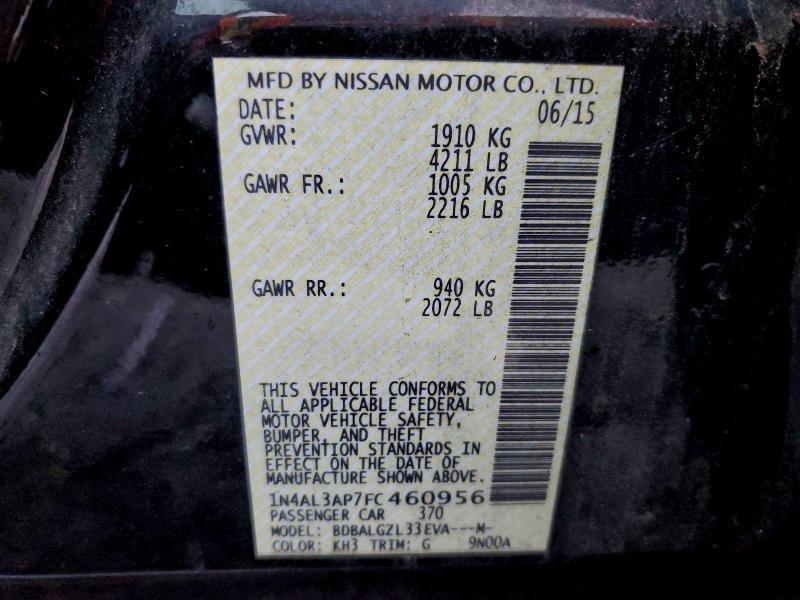 MFD BY NISSAN MOTOR CO., LTD.
DATE: 06/15
GVWR: 1910 KG
4211 LB
GAWR FR.: 1005 KG
2216 LB
GAWR RR.: 940 KG
2072 LB
THIS VEHICLE CONFORMS TO
ALL APPLICABLE FEDERAL
MOTOR VEHICLE SAFETY,
BUMPER, AND THEFT
PREVENTION STANDARDS IN
EFFECT ON THE DATE OF
MANUFACTURE SHOWN ABOVE.
1N4AL3AP7FC460956
PASSENGER CAR 370
MODEL: BDBALGZL33EVA---M-
COLOR: KH3 TRIM: G 9N00A